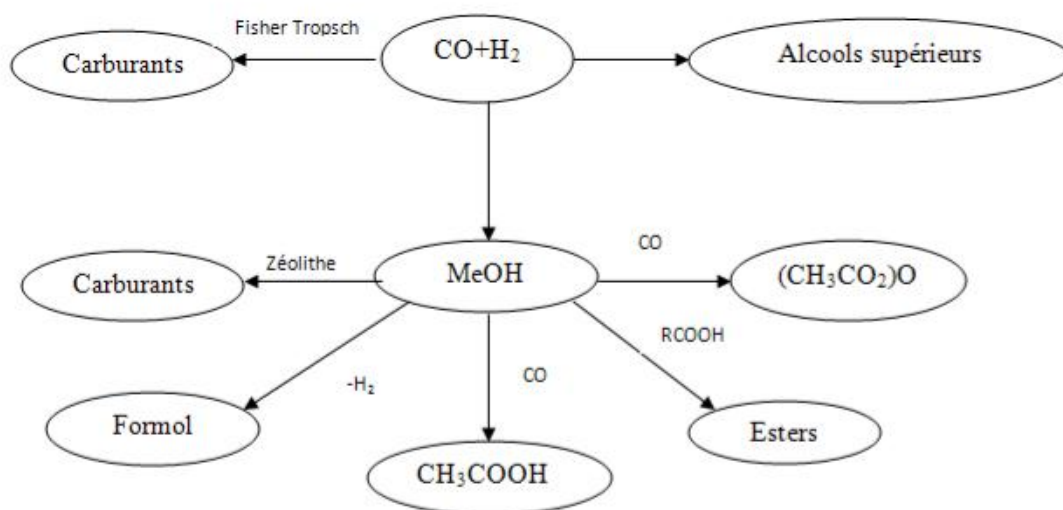 Fisher Tropsch
Carburants
CO+H₂
Alcools supérieurs
CO
Zéolithe
Carburants
MeOH
(CH₃CO₂)O
RCOOH
-H₂
CO
Formol
Esters
CH₃COOH